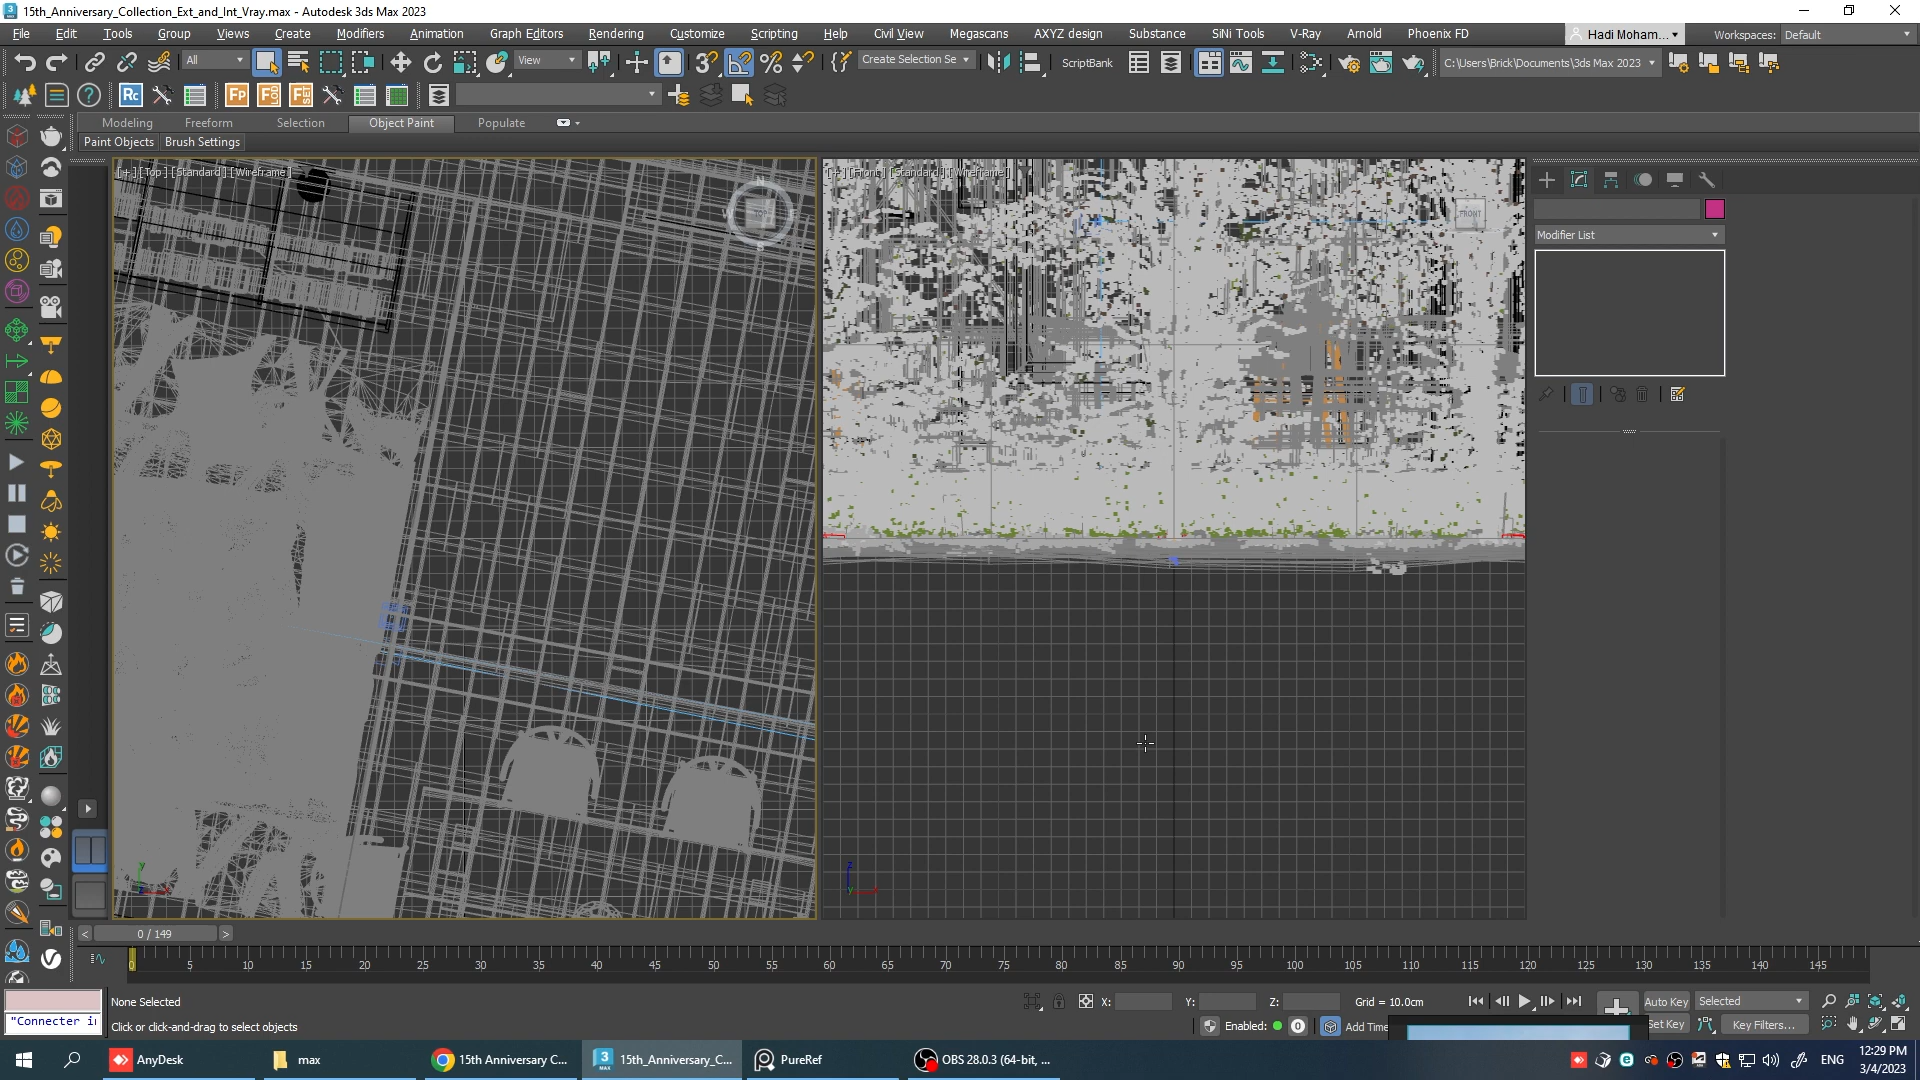 15th_Anniversary_Collection_Ext_and_Int_Vray.max - Autodesk 3ds Max 2023
File Edit Tools Group Views Create Modifiers Animation Graph Editors Rendering Customize Scripting Help Civil View Megascans AXYZ design Substance SiNi Tools V-Ray Arnold Phoenix FD
Hadi Moham... Workspaces: Default
All View Create Selection Se ScriptBank C:\Users\Brick\Documents\3ds Max 2023
Rc Fp
Modeling Freeform Selection Object Paint Populate
Paint Objects Brush Settings
[+] [Top] [Standard] [Wireframe]
[+] [Front] [Standard] [Wireframe]
TOP
FRONT
Modifier List
z
y
y
< 0 / 149 >
0 5 10 15 20 25 30 35 40 45 50 55 60 65 70 75 80 85 90 95 100 105 110 115 120 125 130 135 140 145
None Selected
X: Y: Z: Grid = 10.0cm
Auto Key Selected
"Connecter i
Click or click-and-drag to select objects
Enabled: 0 Add Time
Set Key Key Filters...
AnyDesk max 15th Anniversary C... 15th_Anniversary_C... PureRef OBS 28.0.3 (64-bit, ...
ENG
12:29 PM
3/4/2023